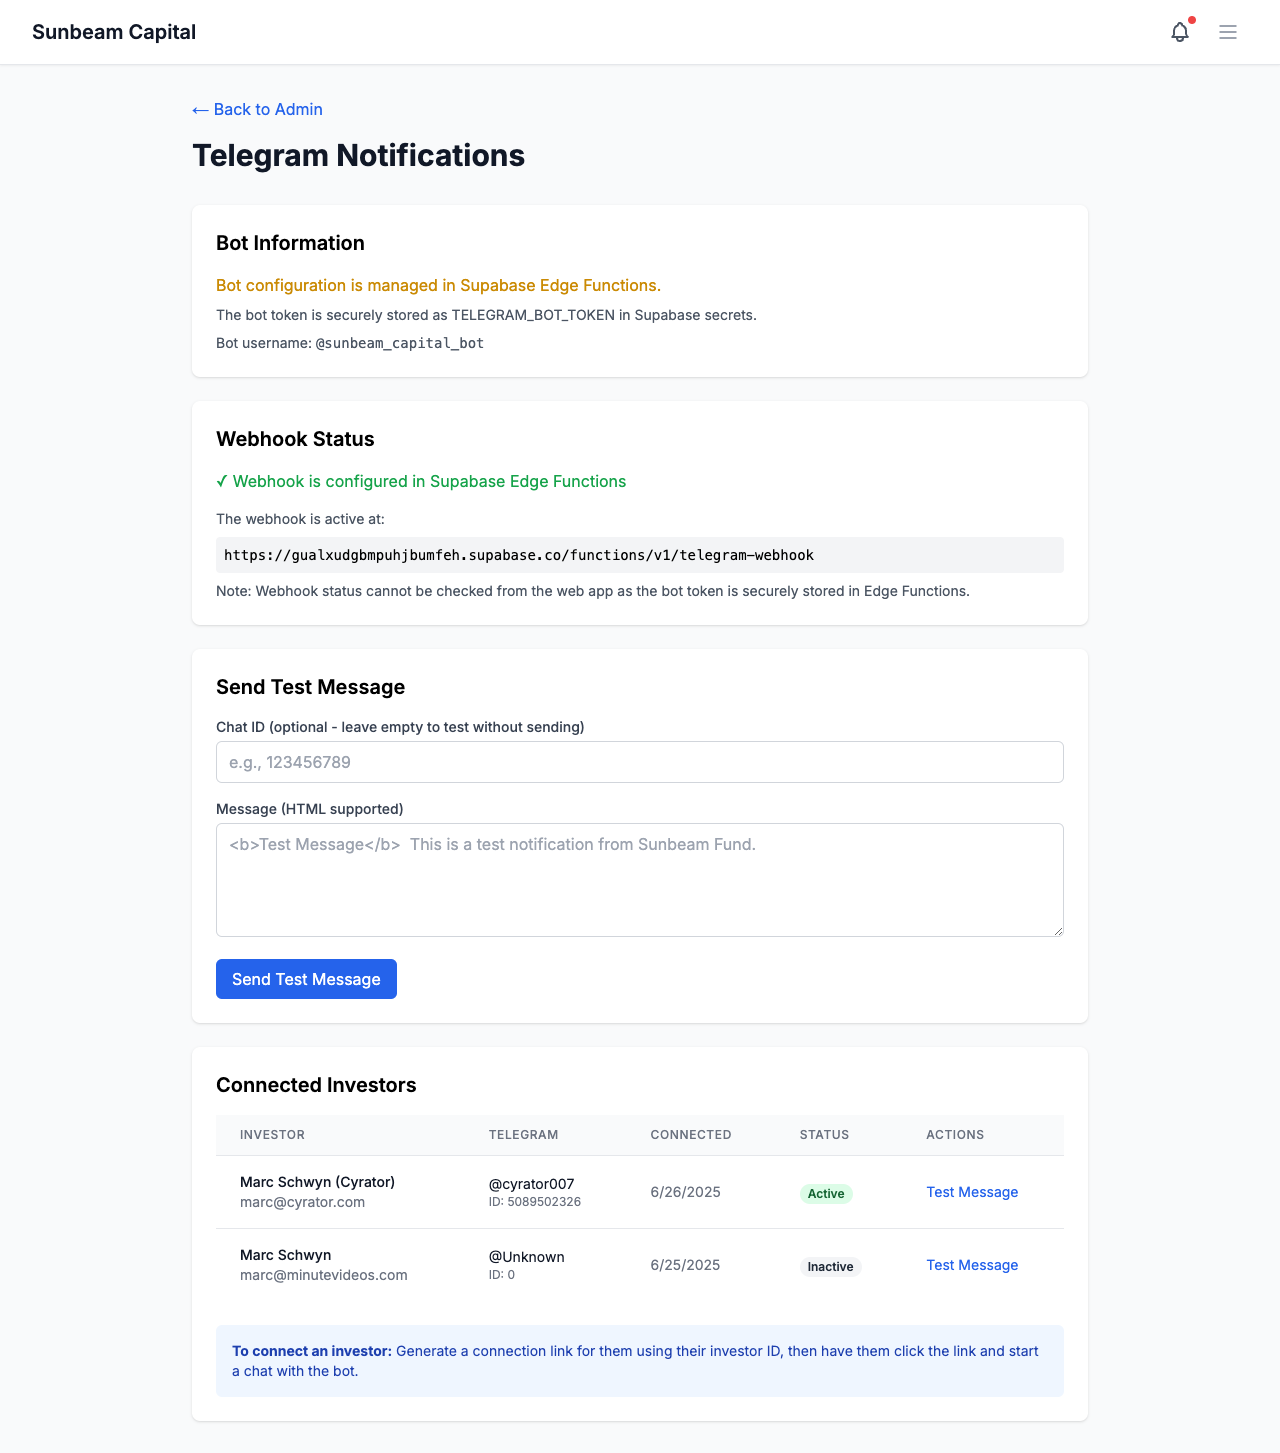 Sunbeam Capital
← Back to Admin
Telegram Notifications
Bot Information
Bot configuration is managed in Supabase Edge Functions.
The bot token is securely stored as TELEGRAM_BOT_TOKEN in Supabase secrets.
Bot username: @sunbeam_capital_bot
Webhook Status
✓ Webhook is configured in Supabase Edge Functions
The webhook is active at:
https://gualxudgbmpuhjbumfeh.supabase.co/functions/v1/telegram-webhook
Note: Webhook status cannot be checked from the web app as the bot token is securely stored in Edge Functions.
Send Test Message
Chat ID (optional - leave empty to test without sending)
e.g., 123456789
Message (HTML supported)
<b>Test Message</b>  This is a test notification from Sunbeam Fund.
Send Test Message
Connected Investors
INVESTOR TELEGRAM CONNECTED STATUS ACTIONS
Marc Schwyn (Cyrator) @cyrator007 6/26/2025 Active Test Message
marc@cyrator.com ID: 5089502326
Marc Schwyn @Unknown 6/25/2025 Inactive Test Message
marc@minutevideos.com ID: 0
To connect an investor: Generate a connection link for them using their investor ID, then have them click the link and start
a chat with the bot.